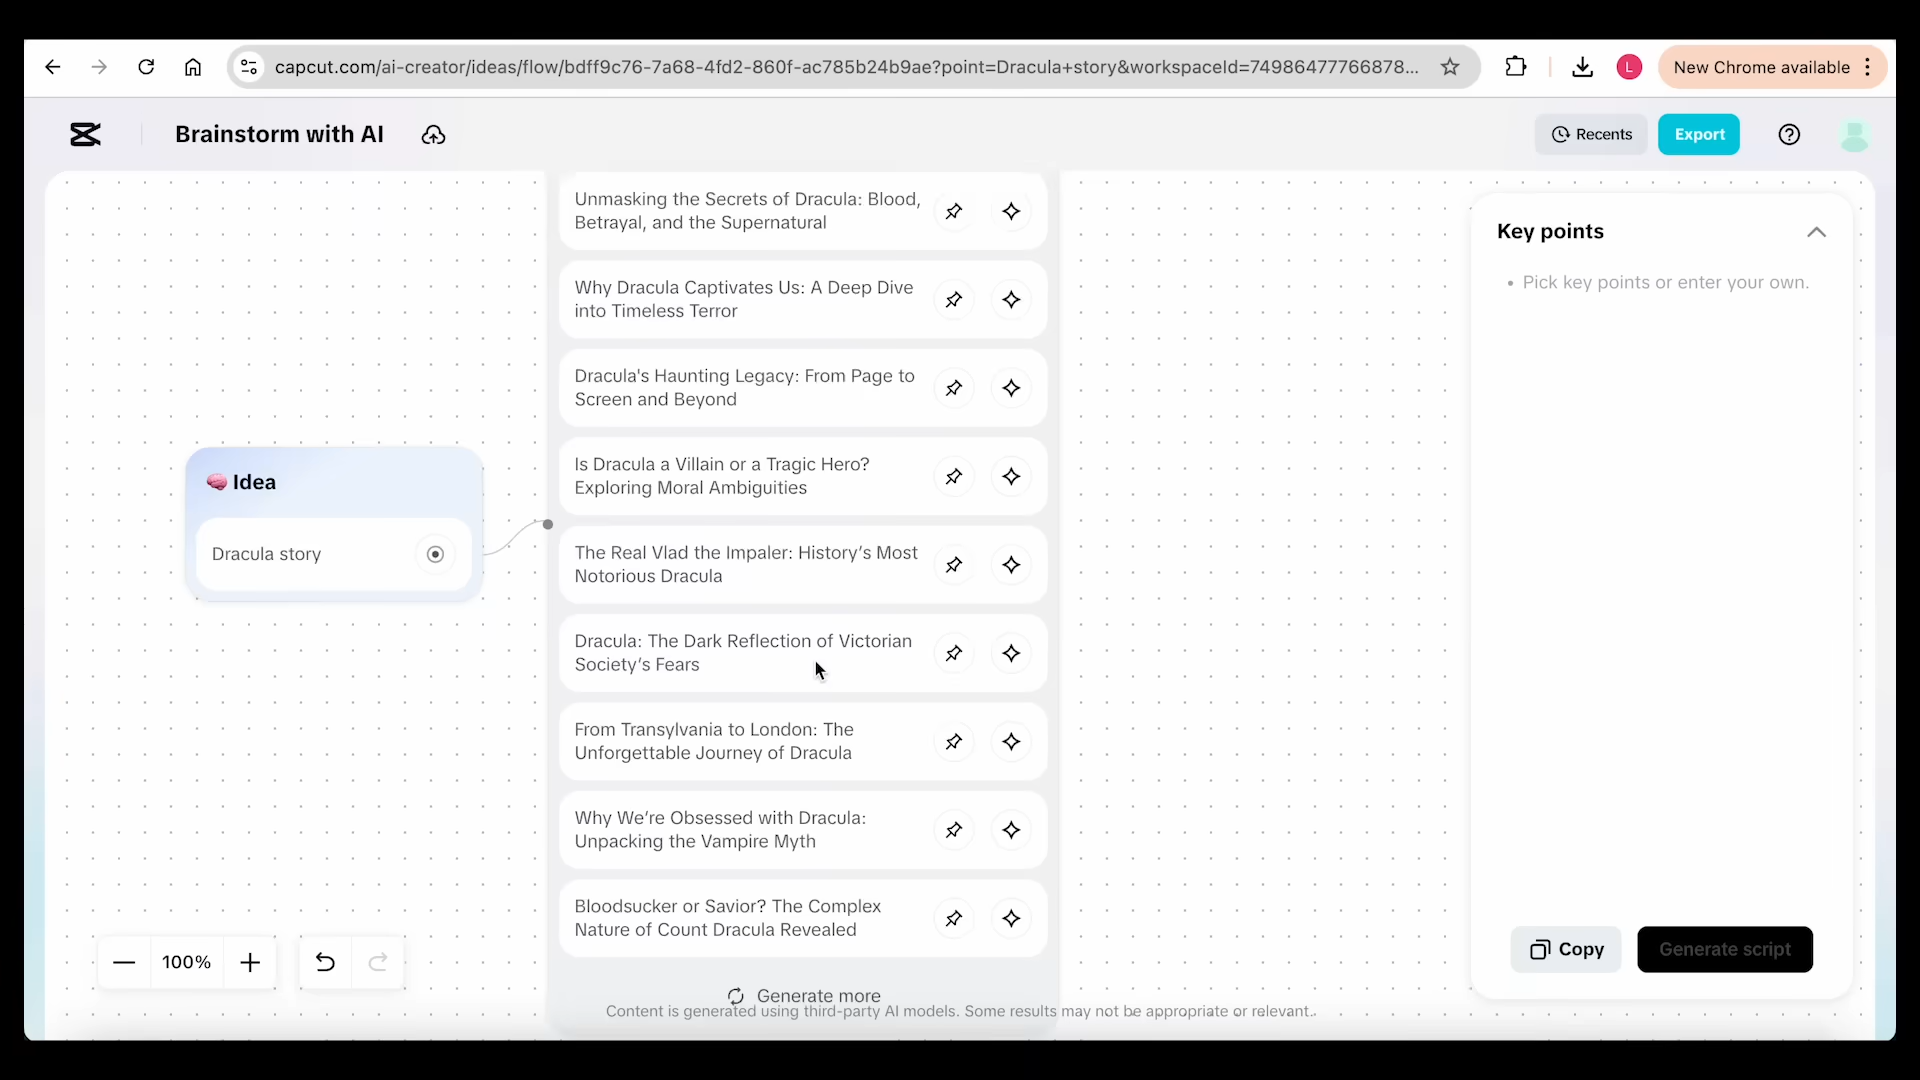 capcut.com/ai-creator/ideas/flow/bdff9c76-7a68-4fd2-860f-ac785b24b9ae?point=Dracula+story&workspaceId=74986477766878...
L
New Chrome available
Brainstorm with AI
Recents
Export
Unmasking the Secrets of Dracula: Blood,
Betrayal, and the Supernatural
Why Dracula Captivates Us: A Deep Dive
into Timeless Terror
Dracula's Haunting Legacy: From Page to
Screen and Beyond
Is Dracula a Villain or a Tragic Hero?
Exploring Moral Ambiguities
The Real Vlad the Impaler: History’s Most
Notorious Dracula
Dracula: The Dark Reflection of Victorian
Society’s Fears
From Transylvania to London: The
Unforgettable Journey of Dracula
Why We’re Obsessed with Dracula:
Unpacking the Vampire Myth
Bloodsucker or Savior? The Complex
Nature of Count Dracula Revealed
Generate more
Idea
Dracula story
Key points
• Pick key points or enter your own.
Copy
Generate script
100%
Content is generated using third-party AI models. Some results may not be appropriate or relevant.